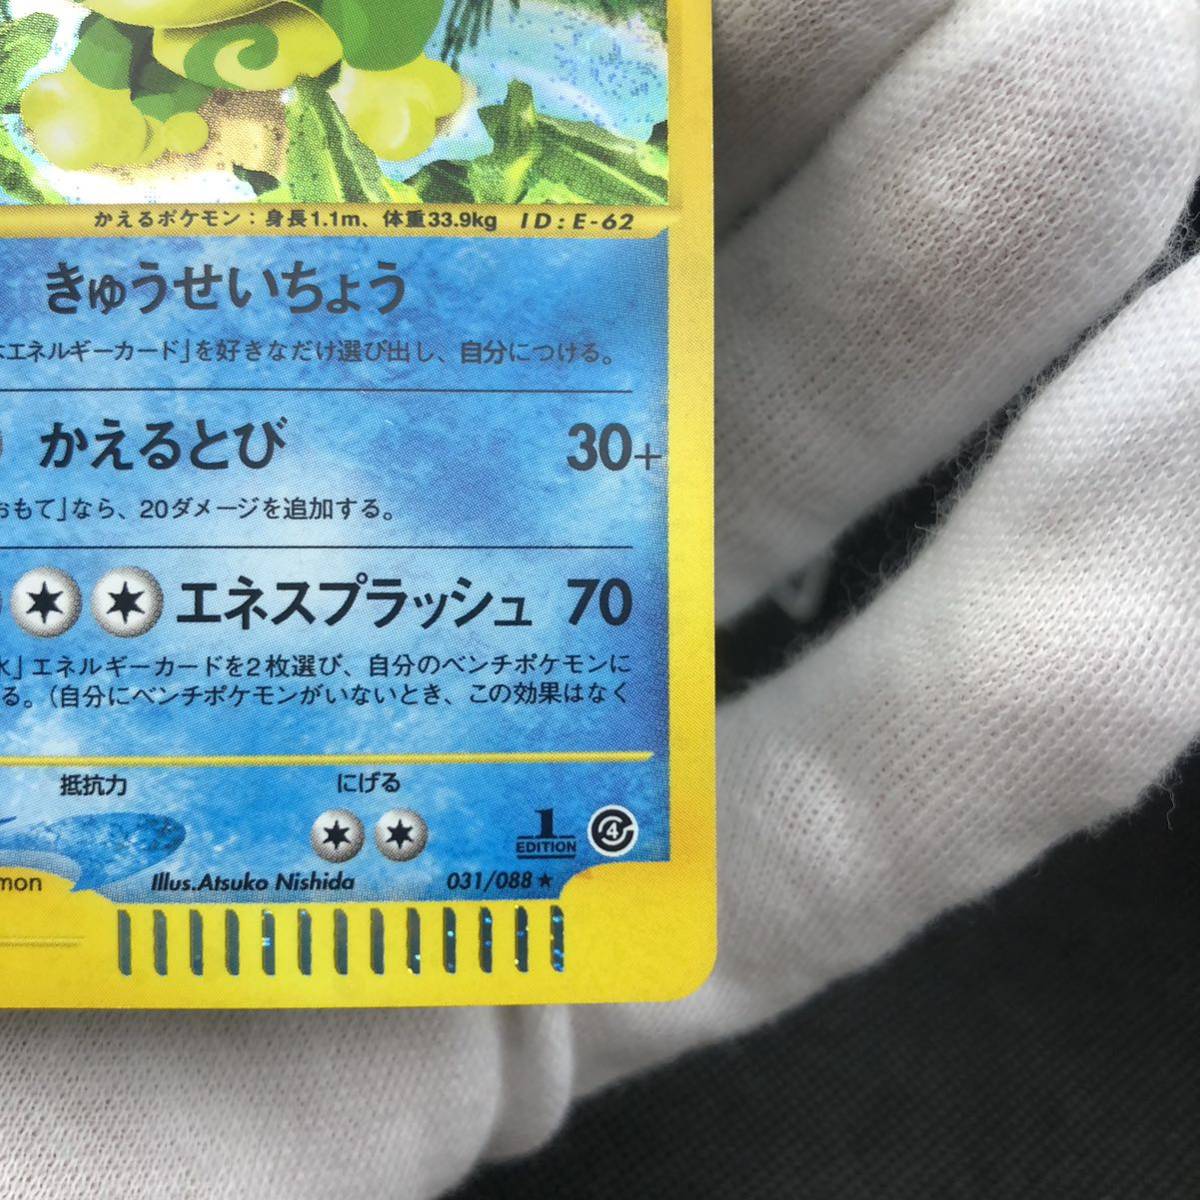 かえるポケモン：身長1.1m、体重33.9kg ID：E-62
きゅうせいちょう
エネルギーカード」を好きなだけ選び出し、自分につける。
かえるとび 30+
おもて」なら、20ダメージを追加する。
エネスプラッシュ 70
水」エネルギーカードを2枚選び、自分のベンチポケモンに
る。（自分にベンチポケモンがいないとき、この効果はなく
抵抗力 にげる
1 EDITION 4
mon Illus.Atsuko Nishida 031/088 ★